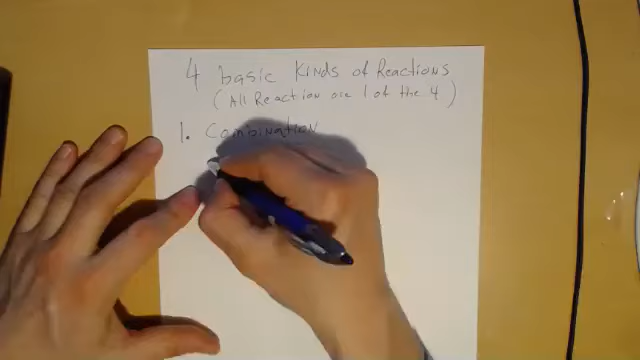 4 basic Kinds of Reactions
(All Reaction are 1 of the 4)
1. Combination